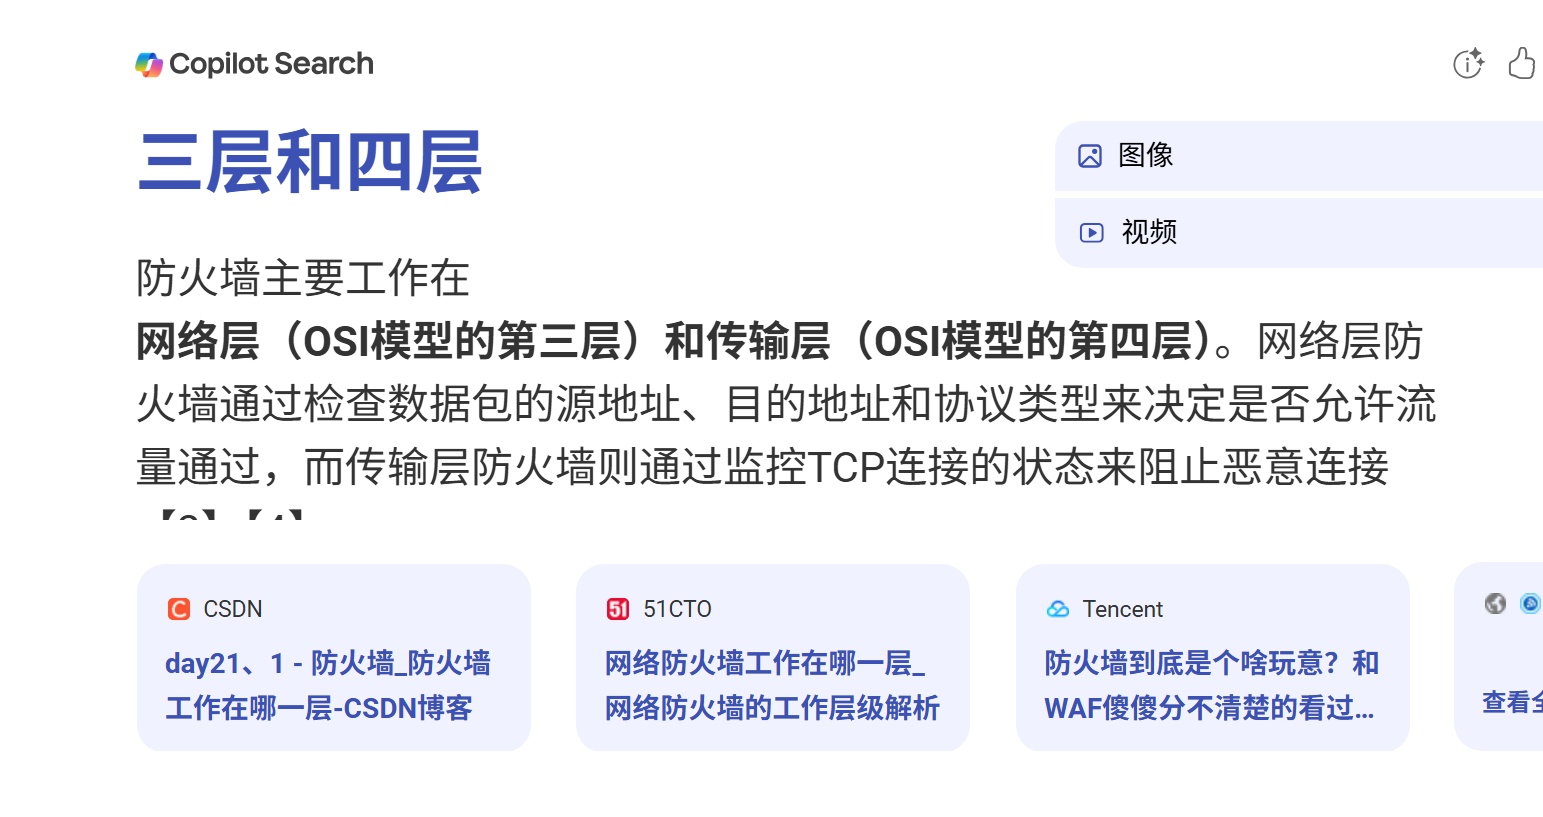 Copilot Search
三层和四层
图像
视频
防火墙主要工作在
网络层（OSI模型的第三层）和传输层（OSI模型的第四层）。网络层防
火墙通过检查数据包的源地址、目的地址和协议类型来决定是否允许流
量通过，而传输层防火墙则通过监控TCP连接的状态来阻止恶意连接
CSDN
day21、1 - 防火墙_防火墙
工作在哪一层-CSDN博客
51CTO
网络防火墙工作在哪一层_
网络防火墙的工作层级解析
Tencent
防火墙到底是个啥玩意？和
WAF傻傻分不清楚的看过...
查看全